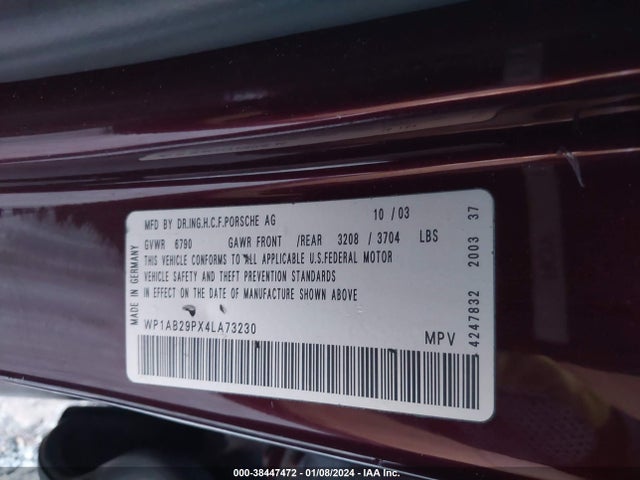 MFD BY DR.ING.H.C.F.PORSCHE AG 10 / 03
GVWR 6790 GAWR FRONT /REAR 3208 / 3704 LBS
THIS VEHICLE CONFORMS TO ALL APPLICABLE U.S.FEDERAL MOTOR
VEHICLE SAFETY AND THEFT PREVENTION STANDARDS
IN EFFECT ON THE DATE OF MANUFACTURE SHOWN ABOVE
WP1AB29PX4LA73230
MPV
MADE IN GERMANY
4247832 2003 37
000-38447472 - 01/08/2024 - IAA Inc.